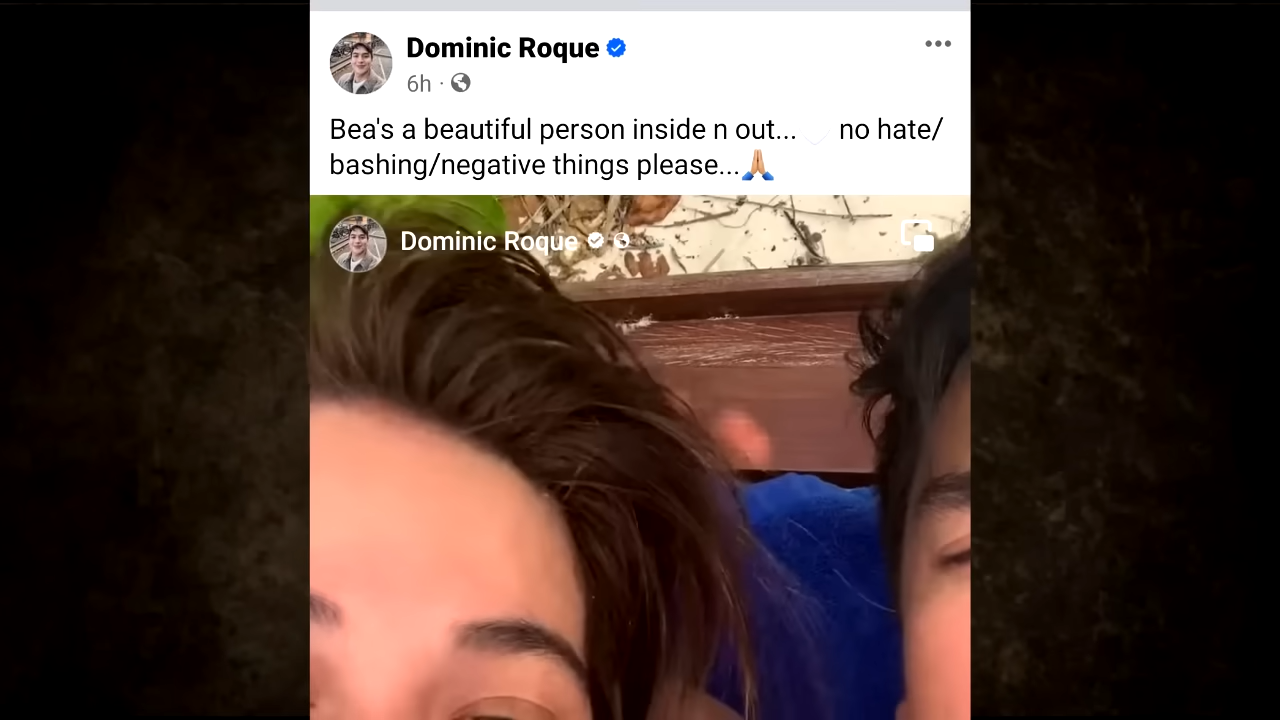 Dominic Roque
6h ·
Bea's a beautiful person inside n out... 🤍 no hate/
bashing/negative things please...🙏
Dominic Roque